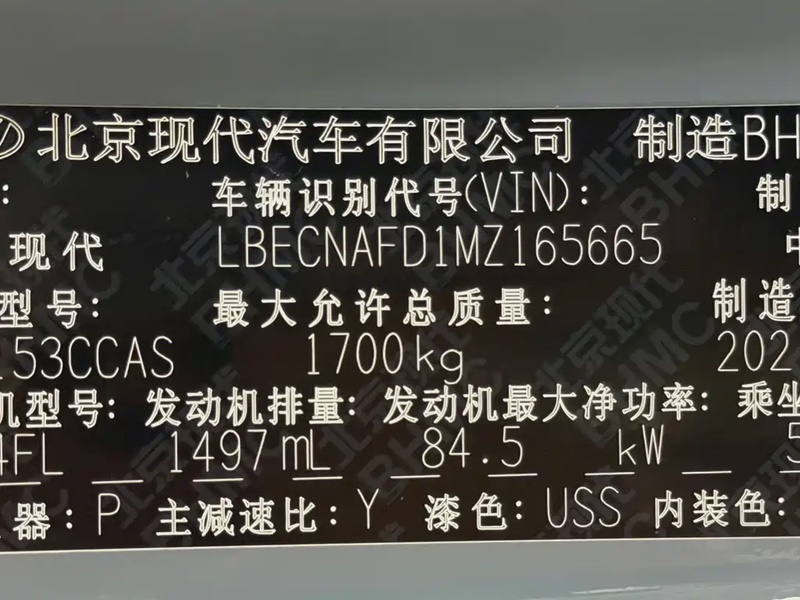 北京现代汽车有限公司 制造BH
: 车辆识别代号(VIN): 制
现代 LBECNAFD1MZ165665 中
型号: 最大允许总质量: 制造
153CCAS 1700kg 202
机型号: 发动机排量: 发动机最大净功率: 乘坐
4FL 1497mL 84.5 kW 5
器: P 主减速比: Y 漆色: USS 内装色: